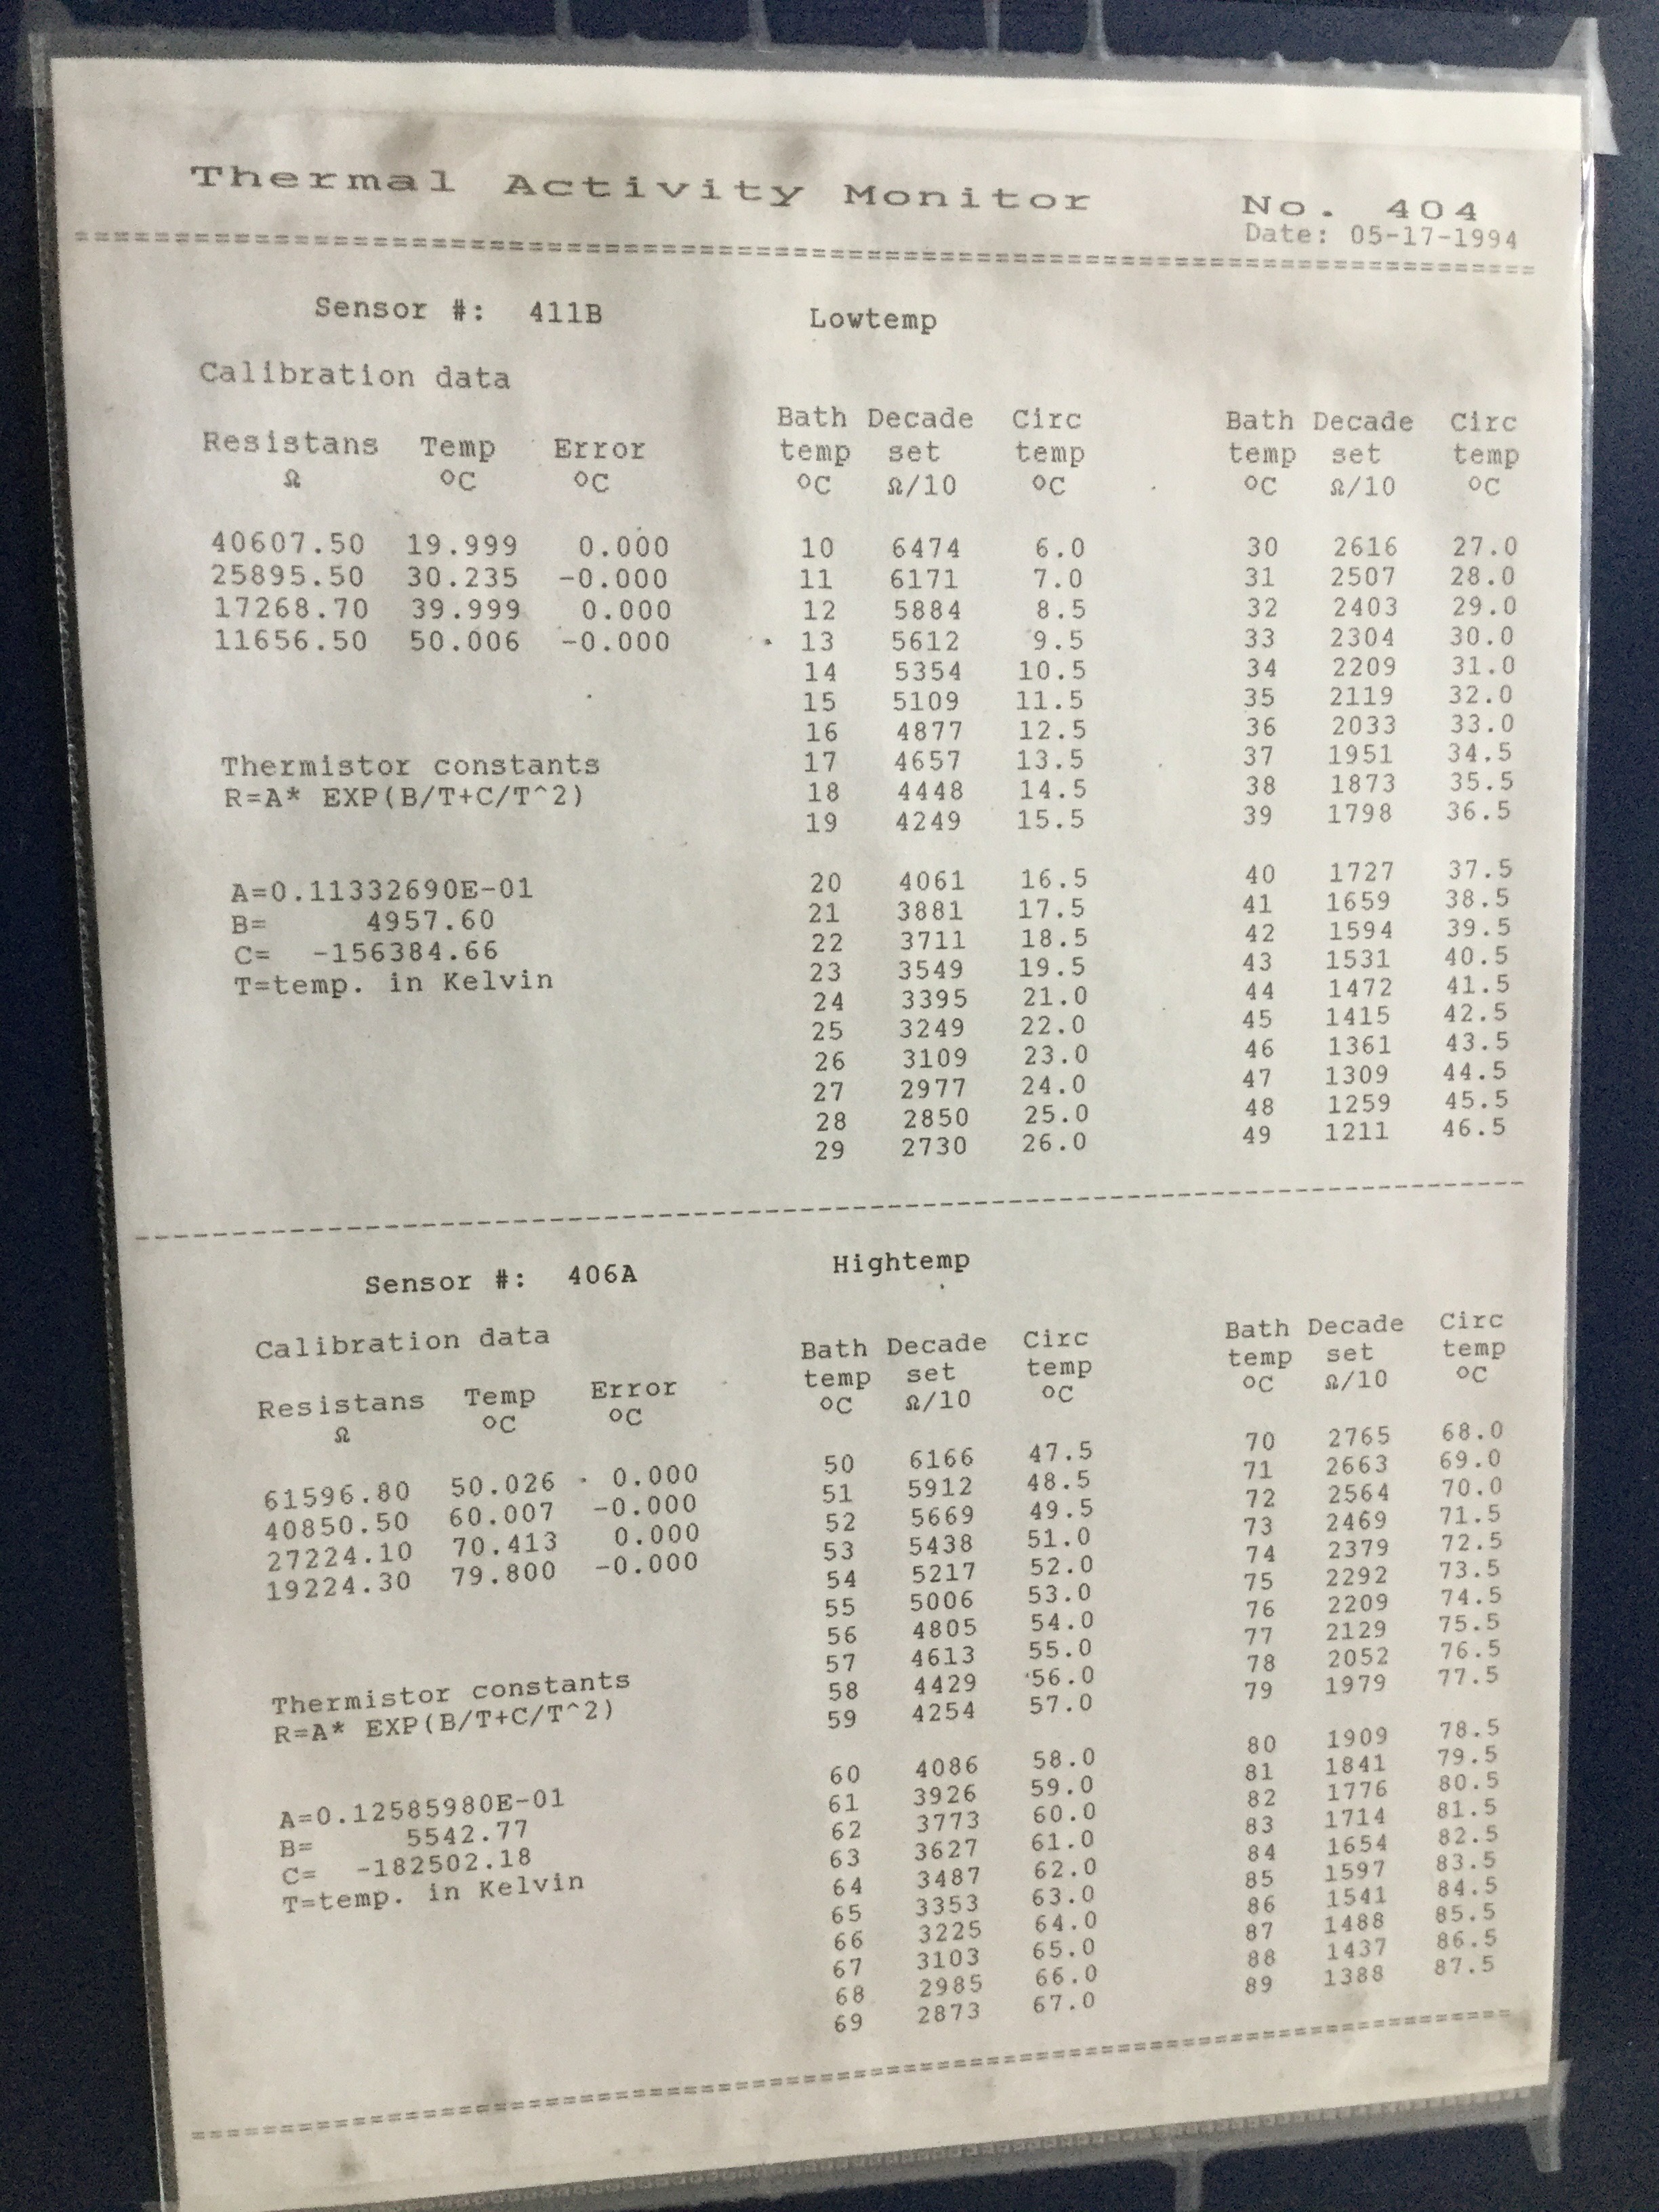 Thermal Activity Monitor No. 404
Date: 05-17-1994
Sensor #: 411B Lowtemp
Calibration data
Bath Decade Circ Bath Decade Circ
Resistans Temp Error temp set temp temp set temp
Ω ºC ºC ºC Ω/10 ºC ºC Ω/10 ºC
40607.50 19.999 0.000 10 6474 6.0 30 2616 27.0
25895.50 30.235 -0.000 11 6171 7.0 31 2507 28.0
17268.70 39.999 0.000 12 5884 8.5 32 2403 29.0
11656.50 50.006 -0.000 13 5612 9.5 33 2304 30.0
14 5354 10.5 34 2209 31.0
15 5109 11.5 35 2119 32.0
16 4877 12.5 36 2033 33.0
Thermistor constants 17 4657 13.5 37 1951 34.5
R=A* EXP(B/T+C/T^2) 18 4448 14.5 38 1873 35.5
19 4249 15.5 39 1798 36.5
A=0.11332690E-01 20 4061 16.5 40 1727 37.5
B= 4957.60 21 3881 17.5 41 1659 38.5
C= -156384.66 22 3711 18.5 42 1594 39.5
T=temp. in Kelvin 23 3549 19.5 43 1531 40.5
24 3395 21.0 44 1472 41.5
25 3249 22.0 45 1415 42.5
26 3109 23.0 46 1361 43.5
27 2977 24.0 47 1309 44.5
28 2850 25.0 48 1259 45.5
29 2730 26.0 49 1211 46.5
Sensor #: 406A Hightemp
Calibration data
Bath Decade Circ Bath Decade Circ
Resistans Temp Error temp set temp temp set temp
Ω ºC ºC ºC Ω/10 ºC ºC Ω/10 ºC
61596.80 50.026 0.000 50 6166 47.5 70 2765 68.0
40850.50 60.007 -0.000 51 5912 48.5 71 2663 69.0
27224.10 70.413 0.000 52 5669 49.5 72 2564 70.0
19224.30 79.800 -0.000 53 5438 51.0 73 2469 71.5
54 5217 52.0 74 2379 72.5
55 5006 53.0 75 2292 73.5
56 4805 54.0 76 2209 74.5
Thermistor constants 57 4613 55.0 77 2129 75.5
R=A* EXP(B/T+C/T^2) 58 4429 56.0 78 2052 76.5
59 4254 57.0 79 1979 77.5
A=0.12585980E-01 60 4086 58.0 80 1909 78.5
B= 5542.77 61 3926 59.0 81 1841 79.5
C= -182502.18 62 3773 60.0 82 1776 80.5
T=temp. in Kelvin 63 3627 61.0 83 1714 81.5
64 3487 62.0 84 1654 82.5
65 3353 63.0 85 1597 83.5
66 3225 64.0 86 1541 84.5
67 3103 65.0 87 1488 85.5
68 2985 66.0 88 1437 86.5
69 2873 67.0 89 1388 87.5